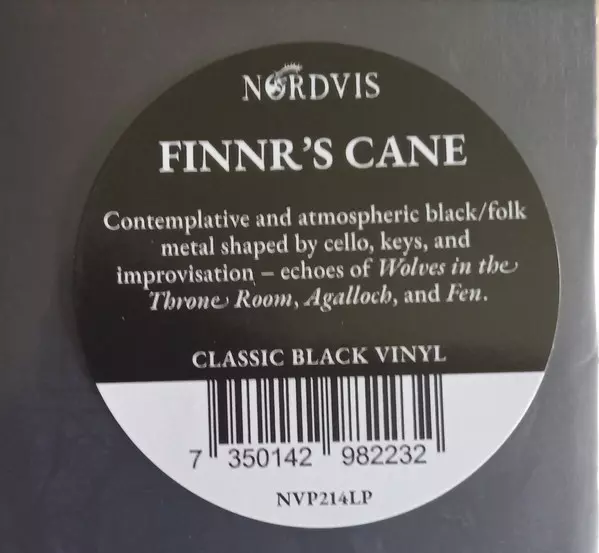 NORDVIS
FINNR'S CANE
Contemplative and atmospheric black/folk
metal shaped by cello, keys, and
improvisation – echoes of Wolves in the
Throne Room, Agalloch, and Fen.
CLASSIC BLACK VINYL
7 350142 982232
NVP214LP